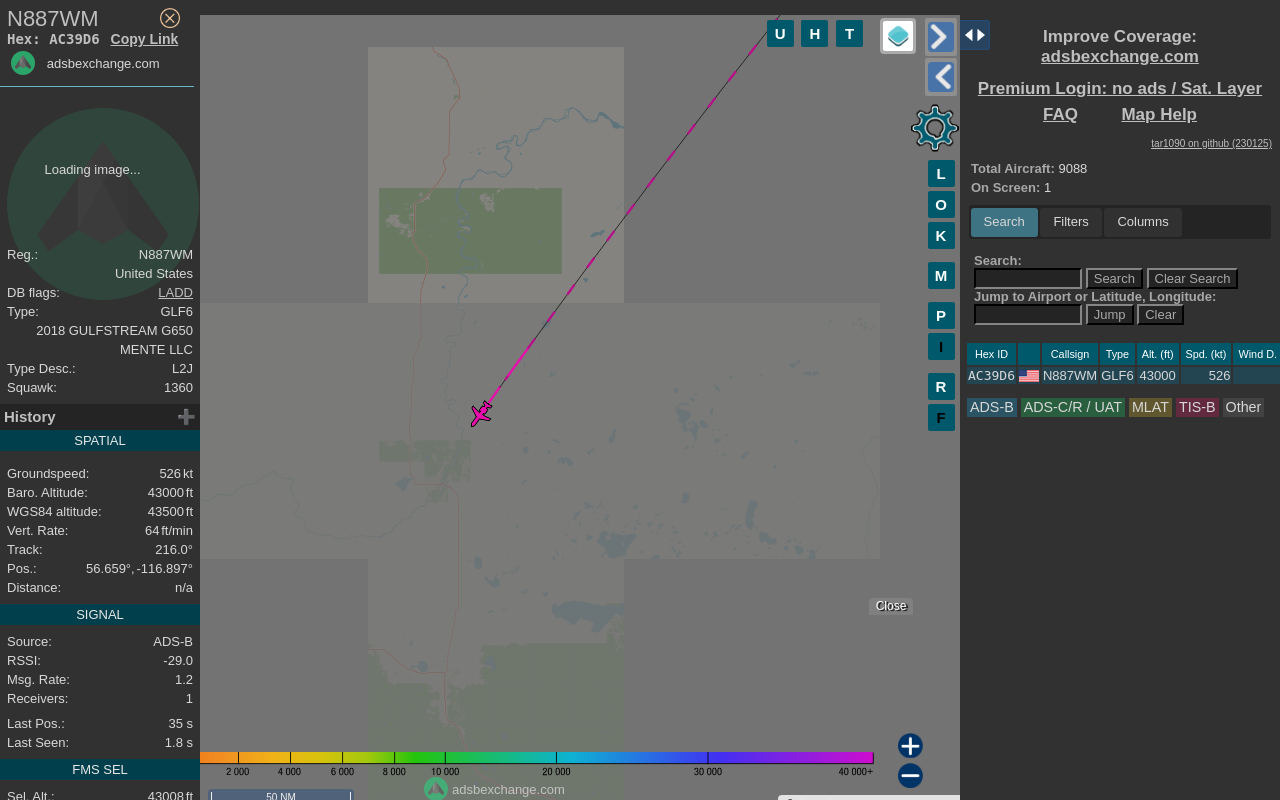 N887WM
Hex: AC39D6 Copy Link
adsbexchange.com
Loading image...
Reg.: N887WM
United States
DB flags: LADD
Type: GLF6
2018 GULFSTREAM G650
MENTE LLC
Type Desc.: L2J
Squawk: 1360
History
SPATIAL
Groundspeed: 526 kt
Baro. Altitude: 43000 ft
WGS84 altitude: 43500 ft
Vert. Rate: 64 ft/min
Track: 216.0°
Pos.: 56.659°, -116.897°
Distance: n/a
SIGNAL
Source: ADS-B
RSSI: -29.0
Msg. Rate: 1.2
Receivers: 1
Last Pos.: 35 s
Last Seen: 1.8 s
FMS SEL
Sel. Alt.: 43008 ft
U H T
L
O
K
M
P
I
R
F
Close
2 000 4 000 6 000 8 000 10 000 20 000 30 000 40 000+
adsbexchange.com
50 NM
Improve Coverage:
adsbexchange.com
Premium Login: no ads / Sat. Layer
FAQ Map Help
tar1090 on github (230125)
Total Aircraft: 9088
On Screen: 1
Search Filters Columns
Search:
Search Clear Search
Jump to Airport or Latitude, Longitude:
Jump Clear
Hex ID Callsign Type Alt. (ft) Spd. (kt) Wind D.
AC39D6 N887WM GLF6 43000 526
ADS-B ADS-C/R / UAT MLAT TIS-B Other